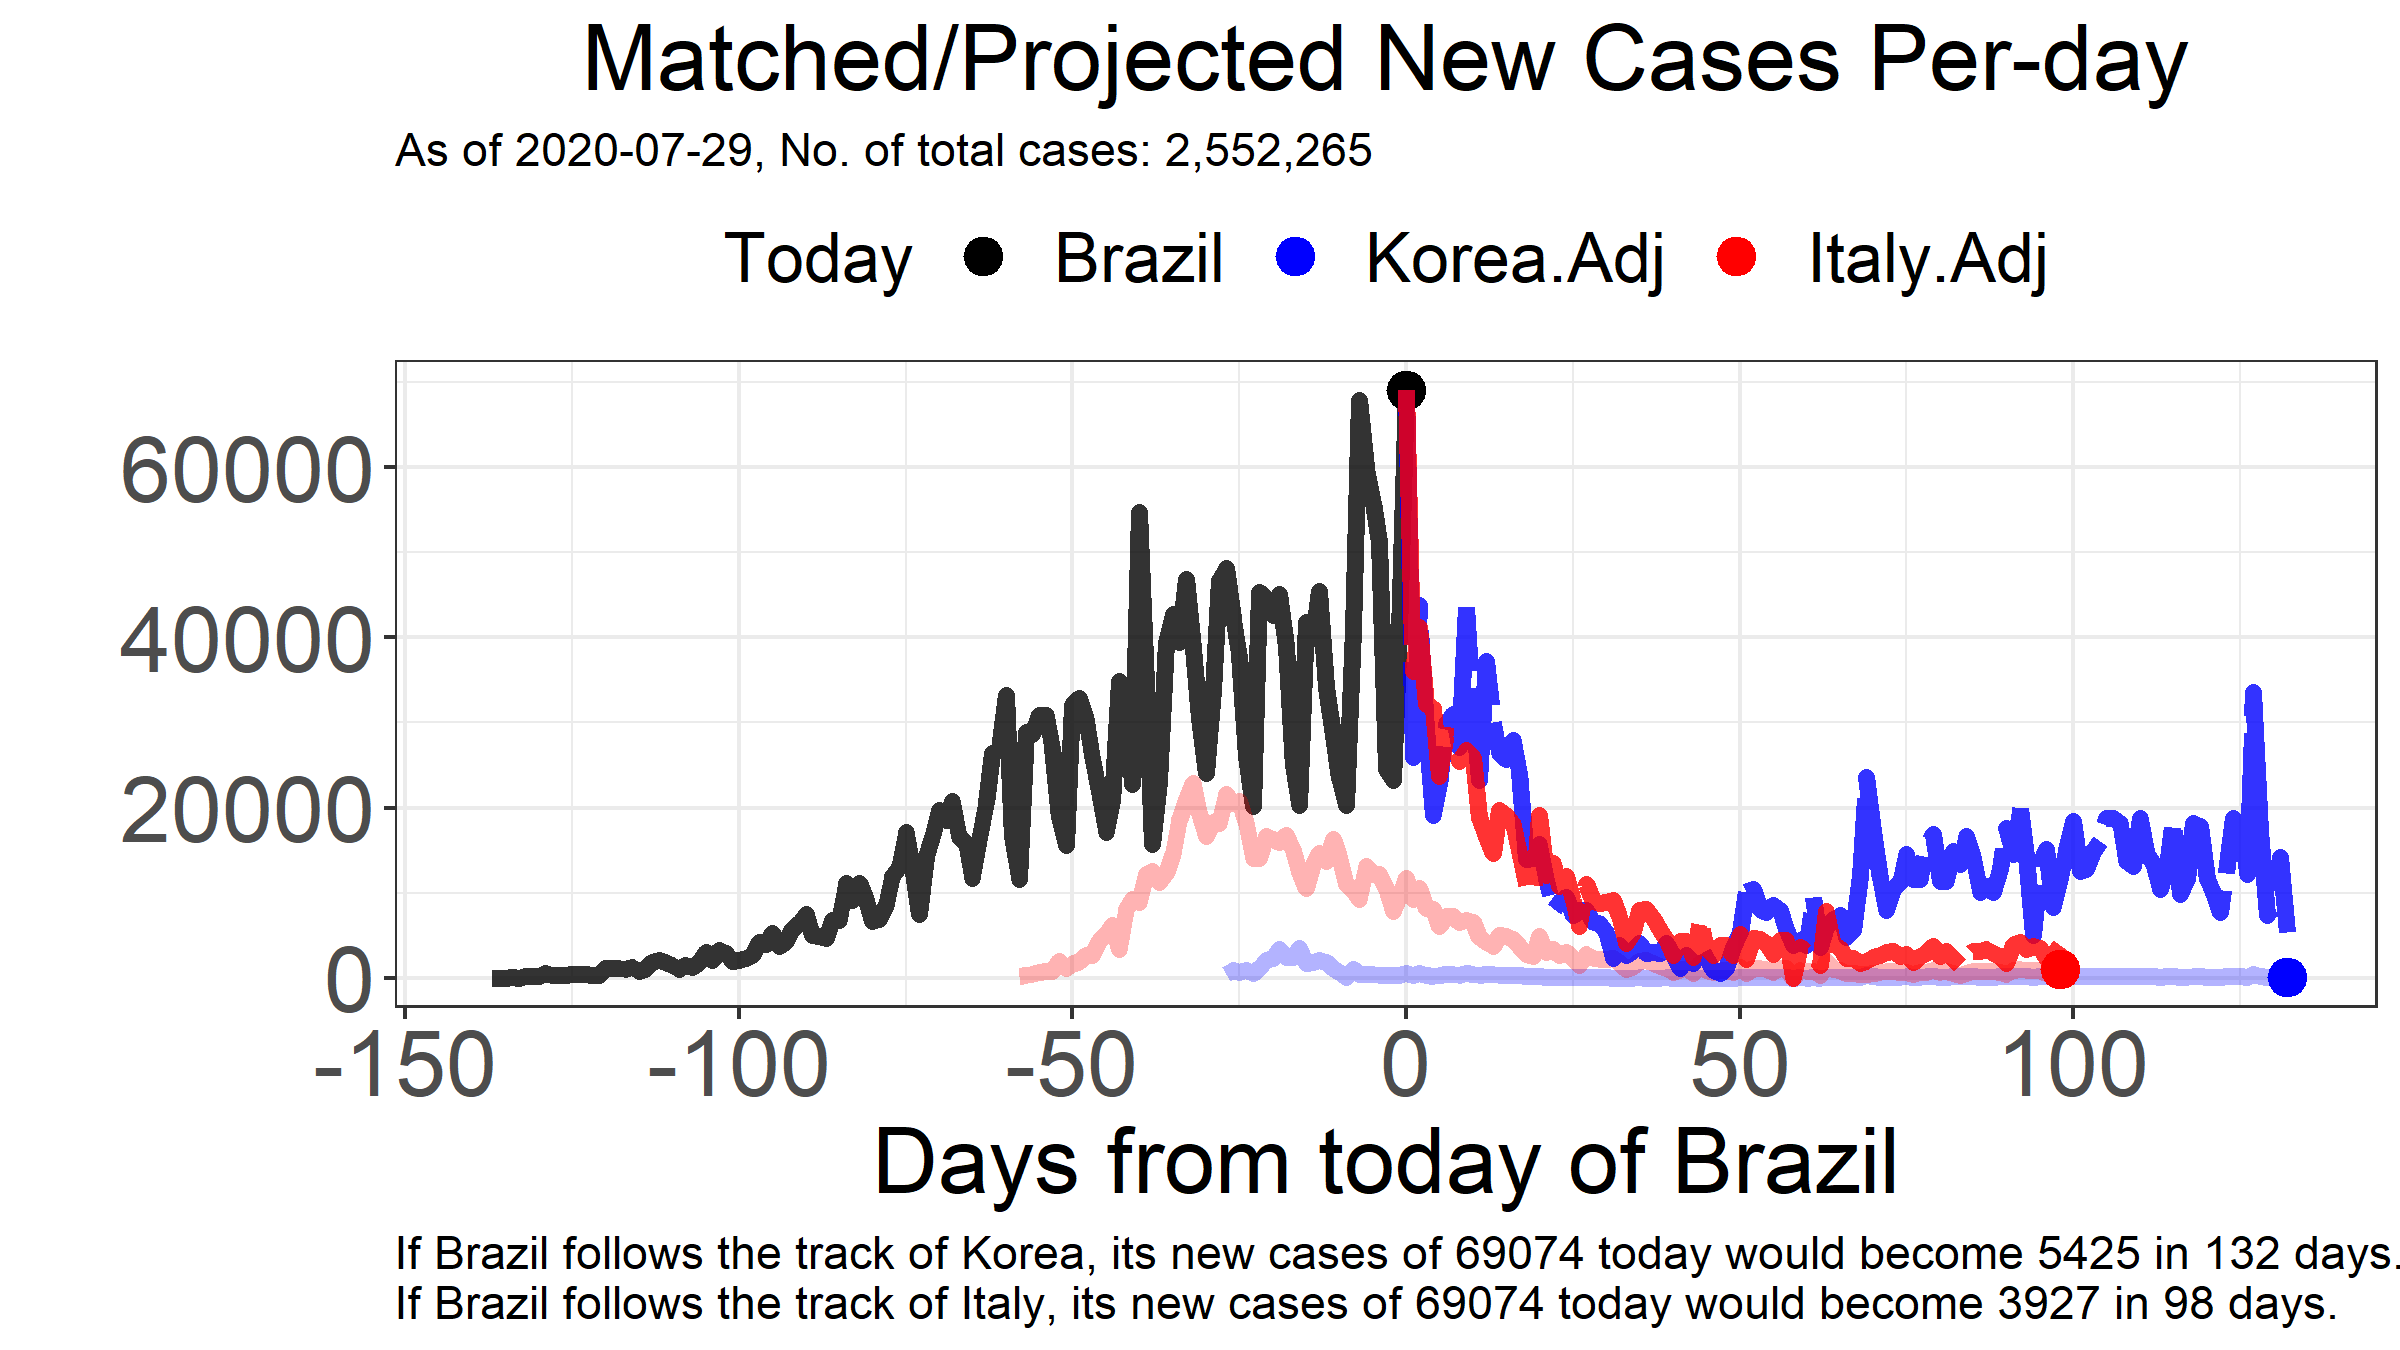 Matched/Projected New Cases Per-day
As of 2020-07-29, No. of total cases: 2,552,265
Today Brazil Korea.Adj Italy.Adj
60000
40000
20000
0
-150 -100 -50 0 50 100
Days from today of Brazil
If Brazil follows the track of Korea, its new cases of 69074 today would become 5425 in 132 days.
If Brazil follows the track of Italy, its new cases of 69074 today would become 3927 in 98 days.